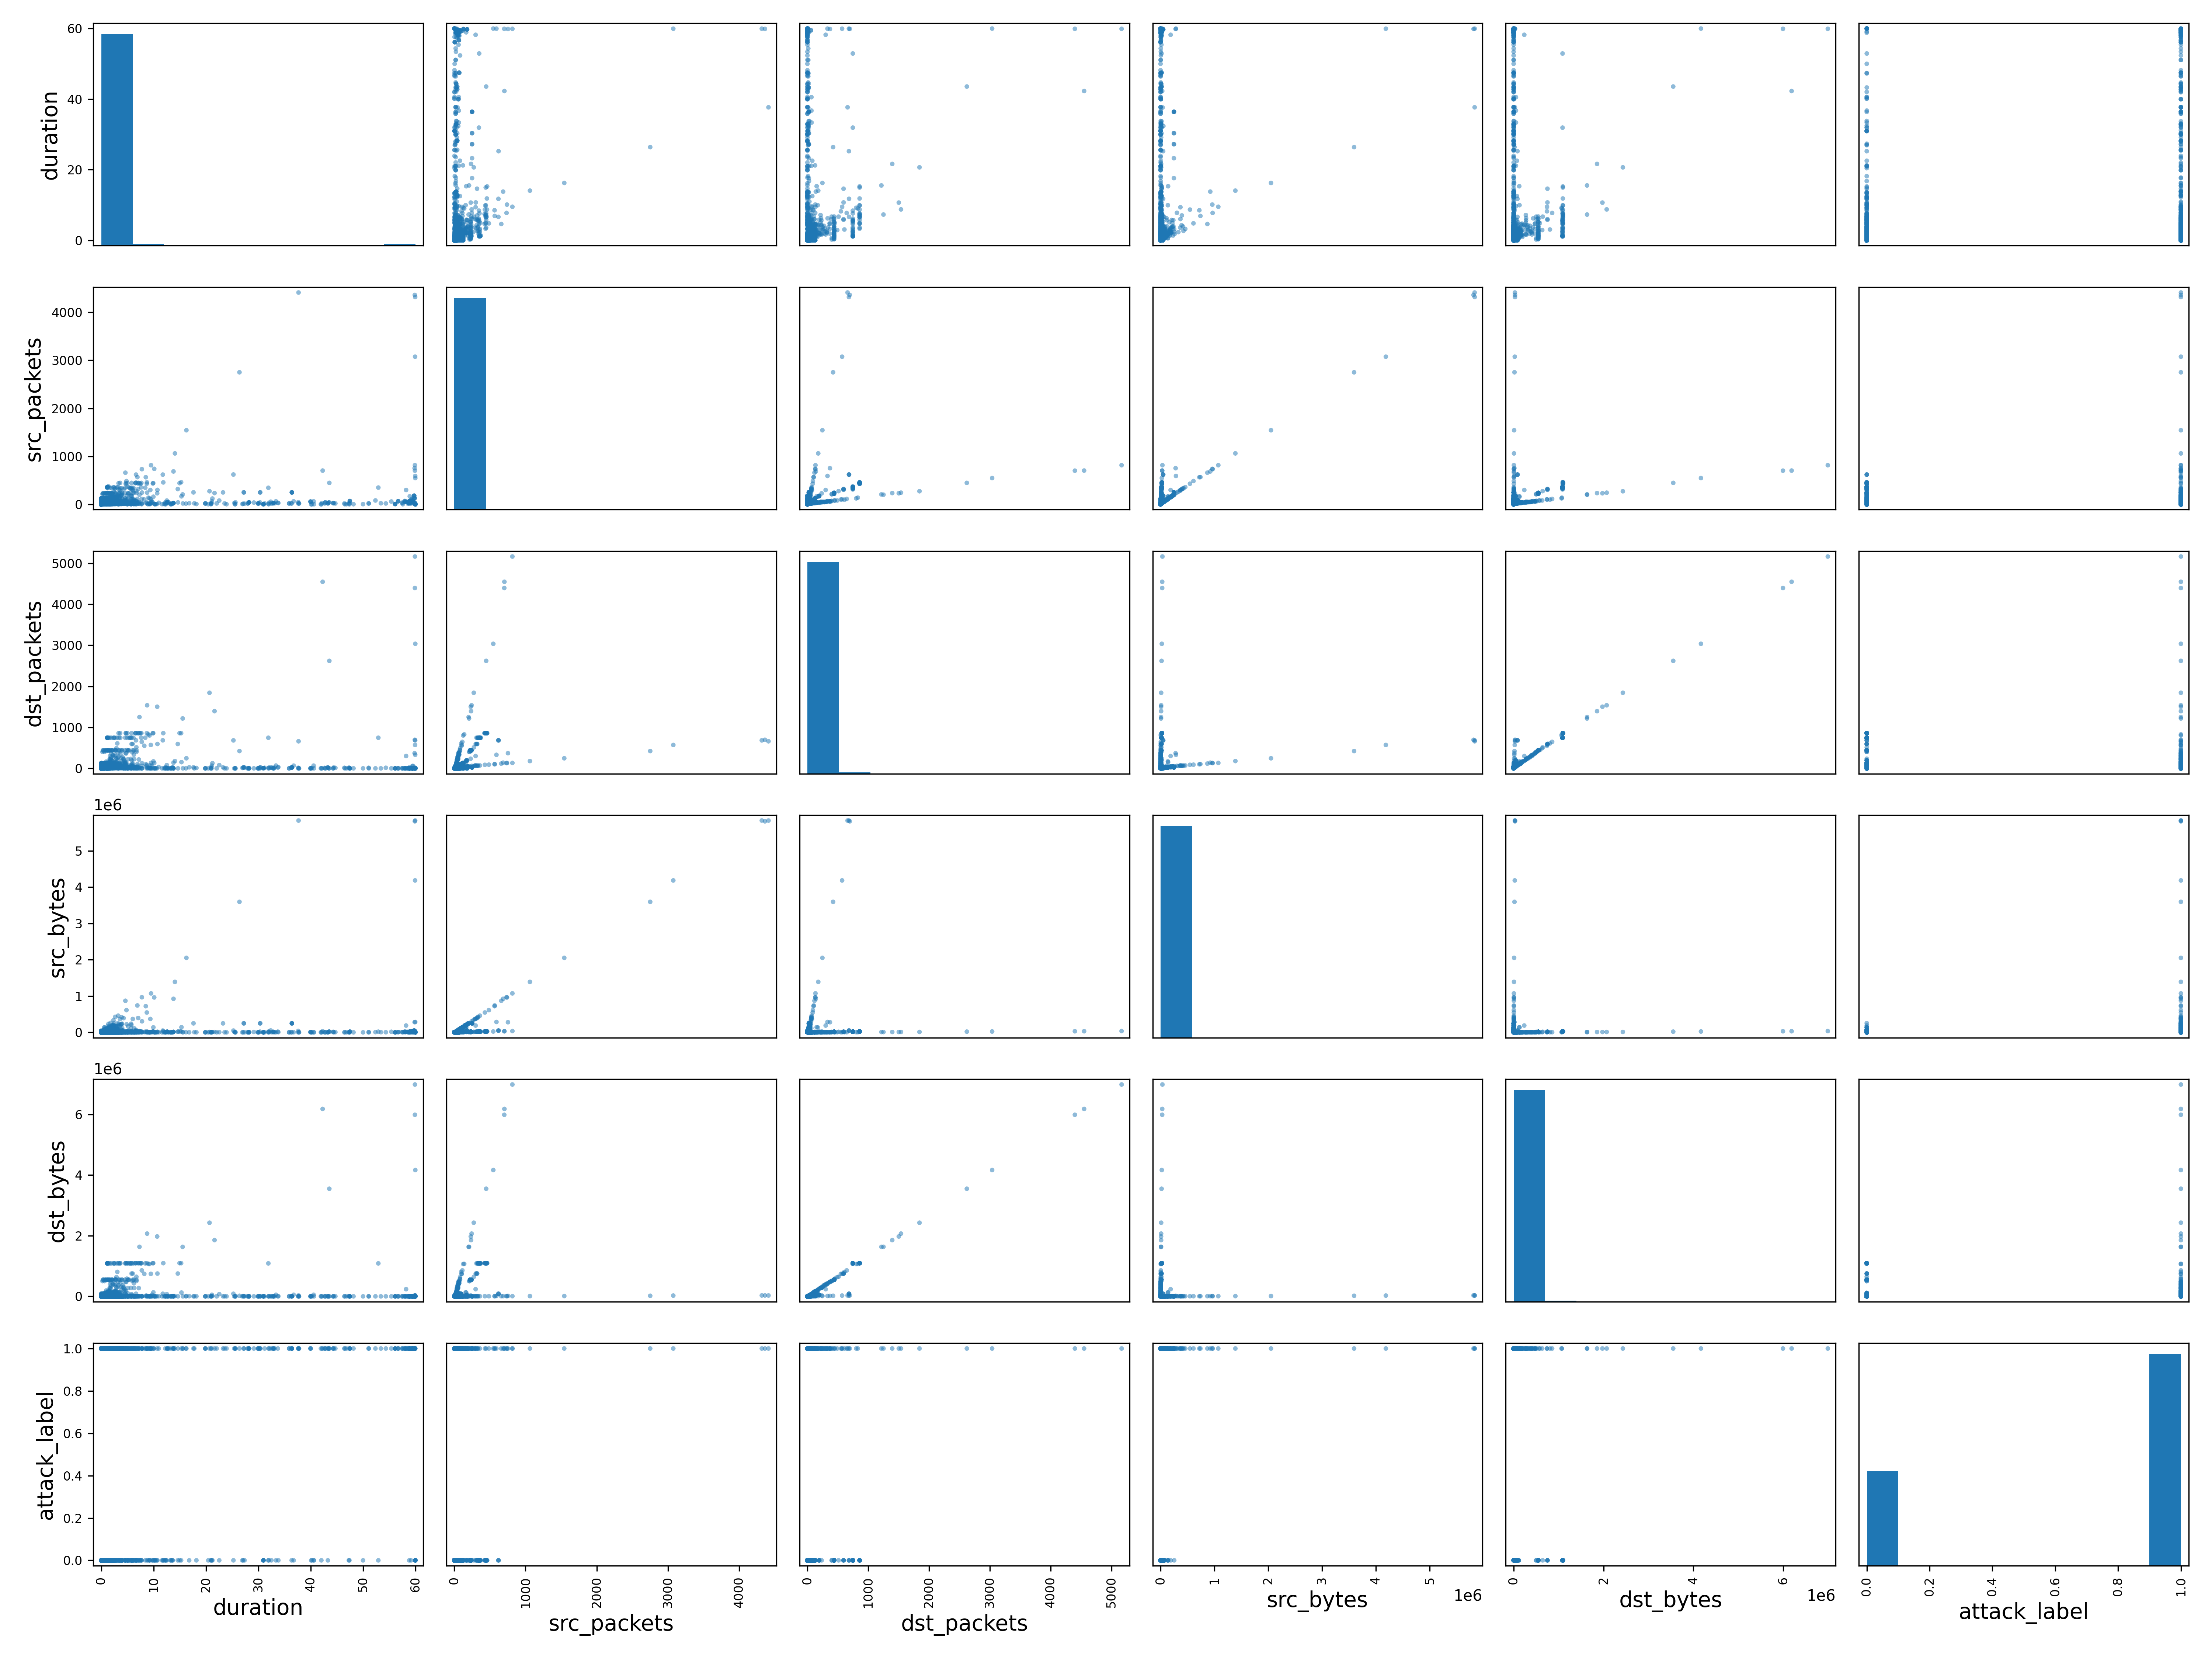 60
40
20
0
duration
4000
3000
2000
1000
0
src_packets
5000
4000
3000
2000
1000
0
dst_packets
1e6
5
4
3
2
1
0
src_bytes
1e6
6
4
2
0
dst_bytes
1.0
0.8
0.6
0.4
0.2
0.0
attack_label
0 10 20 30 40 50 60
duration
0 1000 2000 3000 4000
src_packets
0 1000 2000 3000 4000 5000
dst_packets
0 1 2 3 4 5
1e6
src_bytes
0 2 4 6
1e6
dst_bytes
0.0 0.2 0.4 0.6 0.8 1.0
attack_label